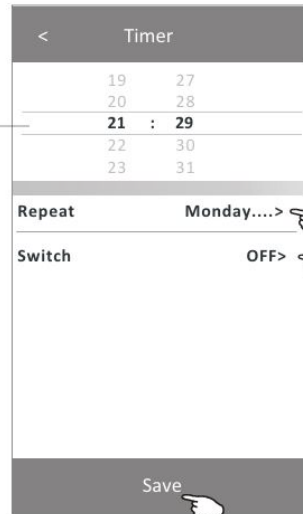 < Timer
19 27
20 28
21 : 29
22 30
23 31
Repeat Monday....>
Switch OFF>
Save